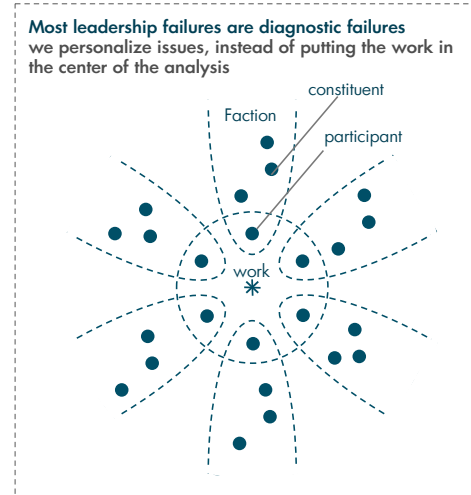 Most leadership failures are diagnostic failures
we personalize issues, instead of putting the work in
the center of the analysis
constituent
Faction
participant
work